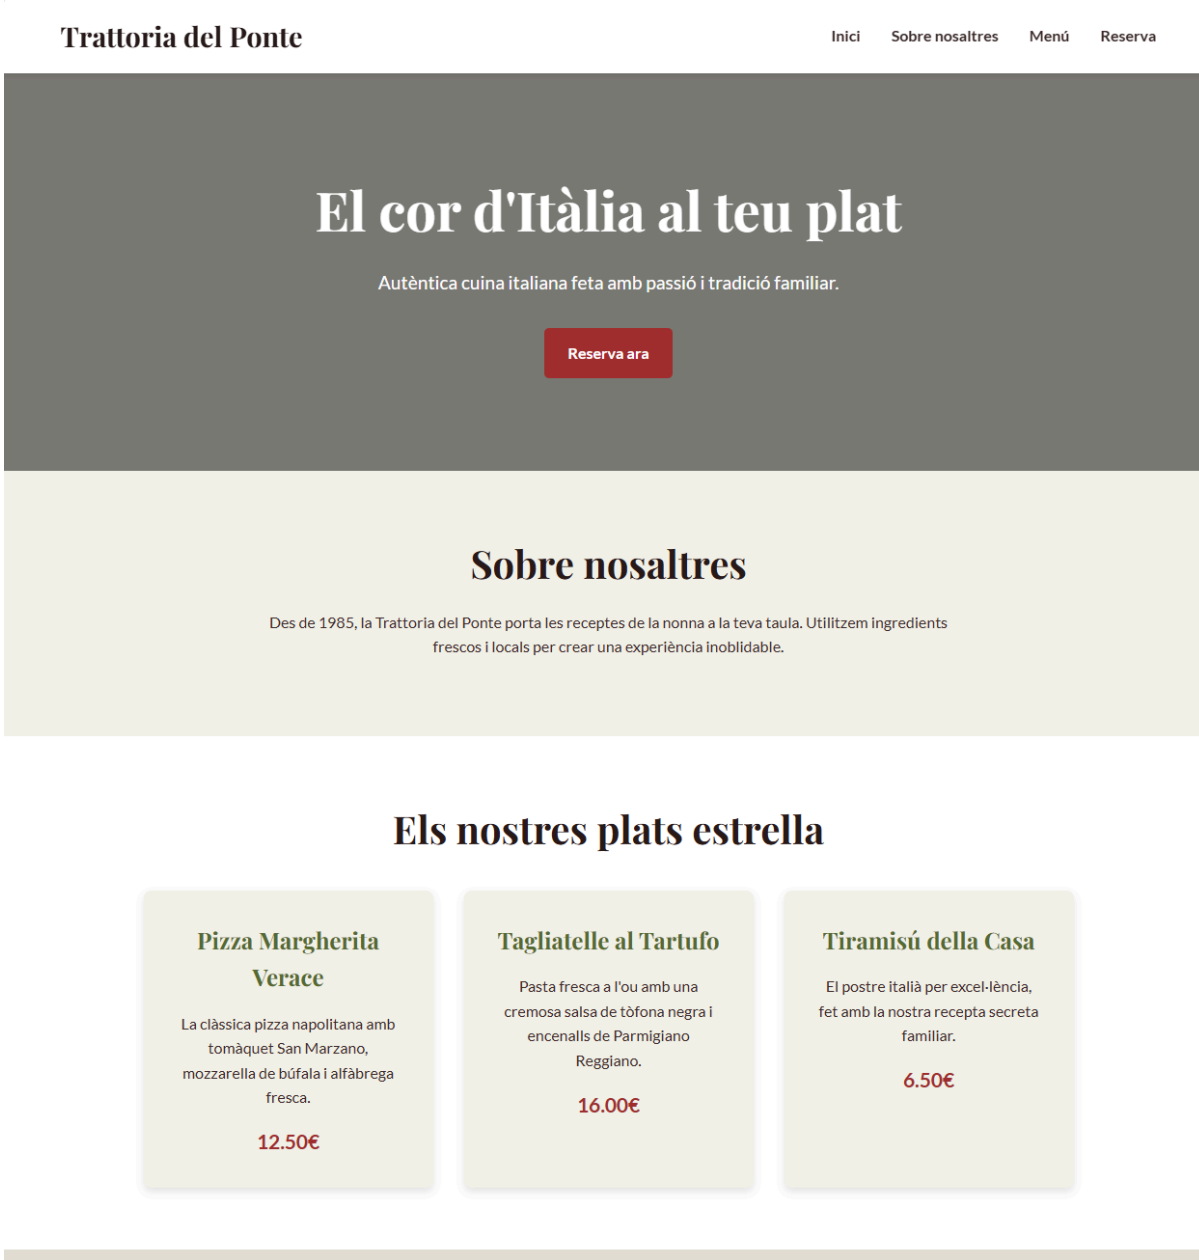 Trattoria del Ponte
Inici Sobre nosaltres Menú Reserva
El cor d'Itàlia al teu plat
Autèntica cuina italiana feta amb passió i tradició familiar.
Reserva ara
Sobre nosaltres
Des de 1985, la Trattoria del Ponte porta les receptes de la nonna a la teva taula. Utilitzem ingredients
frescos i locals per crear una experiència inoblidable.
Els nostres plats estrella
Pizza Margherita
Verace
La clàssica pizza napolitana amb
tomàquet San Marzano,
mozzarella de búfala i alfàbrega
fresca.
12.50€
Tagliatelle al Tartufo
Pasta fresca a l'ou amb una
cremosa salsa de tòfona negra i
encenalls de Parmigiano
Reggiano.
16.00€
Tiramisú della Casa
El postre italià per excel·lència,
fet amb la nostra recepta secreta
familiar.
6.50€